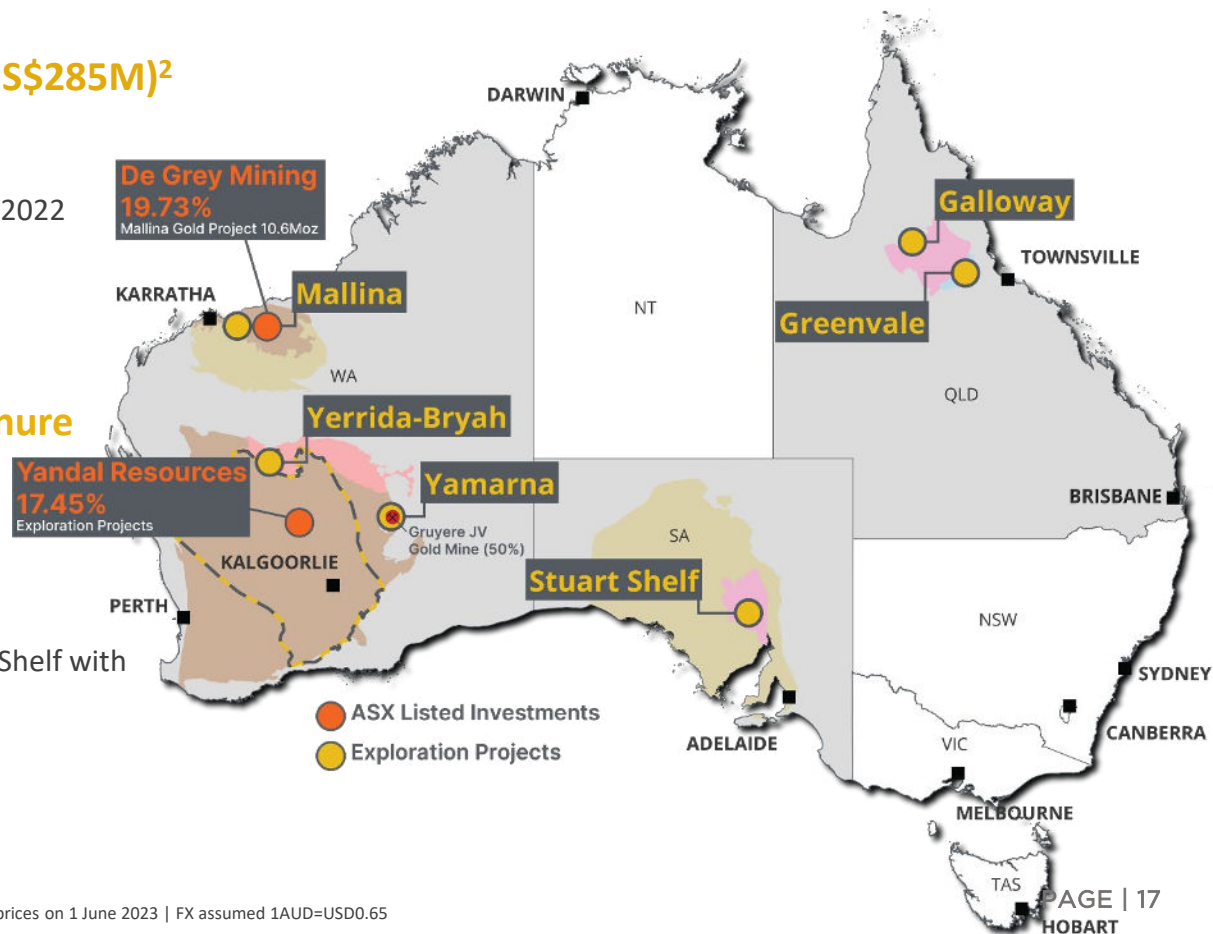 S$285M)²
DARWIN
De Grey Mining
19.73%
Mallina Gold Project 10.6Moz
2022
Galloway
TOWNSVILLE
KARRATHA
Mallina
NT
Greenvale
WA
QLD
Yerrida-Bryah
nure
Yandal Resources
17.45%
Exploration Projects
Yamarna
BRISBANE
Gruyere JV
Gold Mine (50%)
SA
KALGOORLIE
Stuart Shelf
PERTH
NSW
Shelf with
SYDNEY
ASX Listed Investments
CANBERRA
ADELAIDE
VIC
Exploration Projects
MELBOURNE
TAS
PAGE | 17
prices on 1 June 2023 | FX assumed 1AUD=USD0.65
HOBART